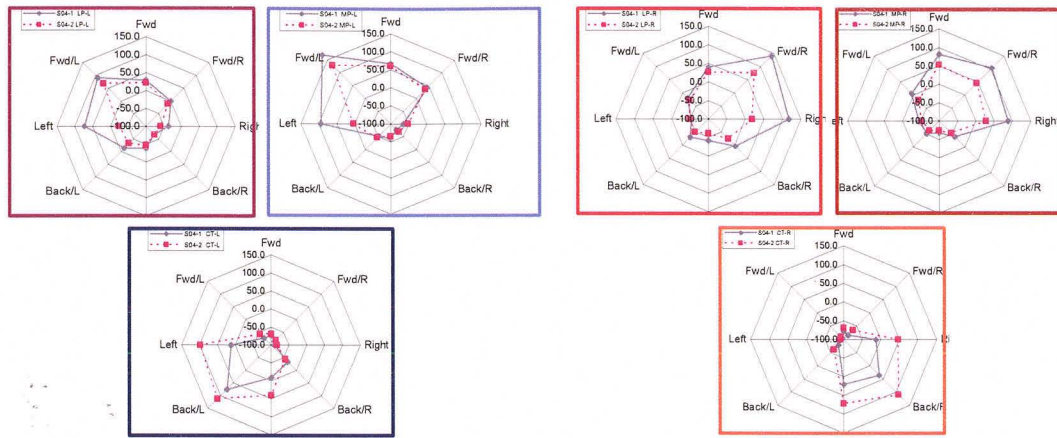 S04-1 LP-L
S04-2 LP-L
Fwd
150.0
100.0
50.0
0.0
-50.0
-100.0
Fwd/L
Fwd/R
Left
Right
Back/L
Back/R
S04-1 MP-L
S04-2 MP-L
Fwd
150.0
100.0
50.0
0.0
-50.0
-100.0
Fwd/L
Fwd/R
Left
Right
Back/L
Back/R
S04-1 LP-R
S04-2 LP-R
Fwd
150.0
100.0
50.0
0.0
-50.0
-100.0
Fwd/L
Fwd/R
Left
Right
Back/L
Back/R
S04-1 MP-R
S04-2 MP-R
Fwd
150.0
100.0
50.0
0.0
-50.0
-100.0
Fwd/L
Fwd/R
eft
Right
Back/L
Back/R
S04-1 CT-L
S04-2 CT-L
Fwd
150.0
100.0
50.0
0.0
-50.0
-100.0
Fwd/L
Fwd/R
Left
Right
Back/L
Back/R
S04-1 CT-R
S04-2 CT-R
Fwd
150.0
100.0
50.0
0.0
-50.0
-100.0
Fwd/L
Fwd/R
Left
Ri
Back/L
Back/R